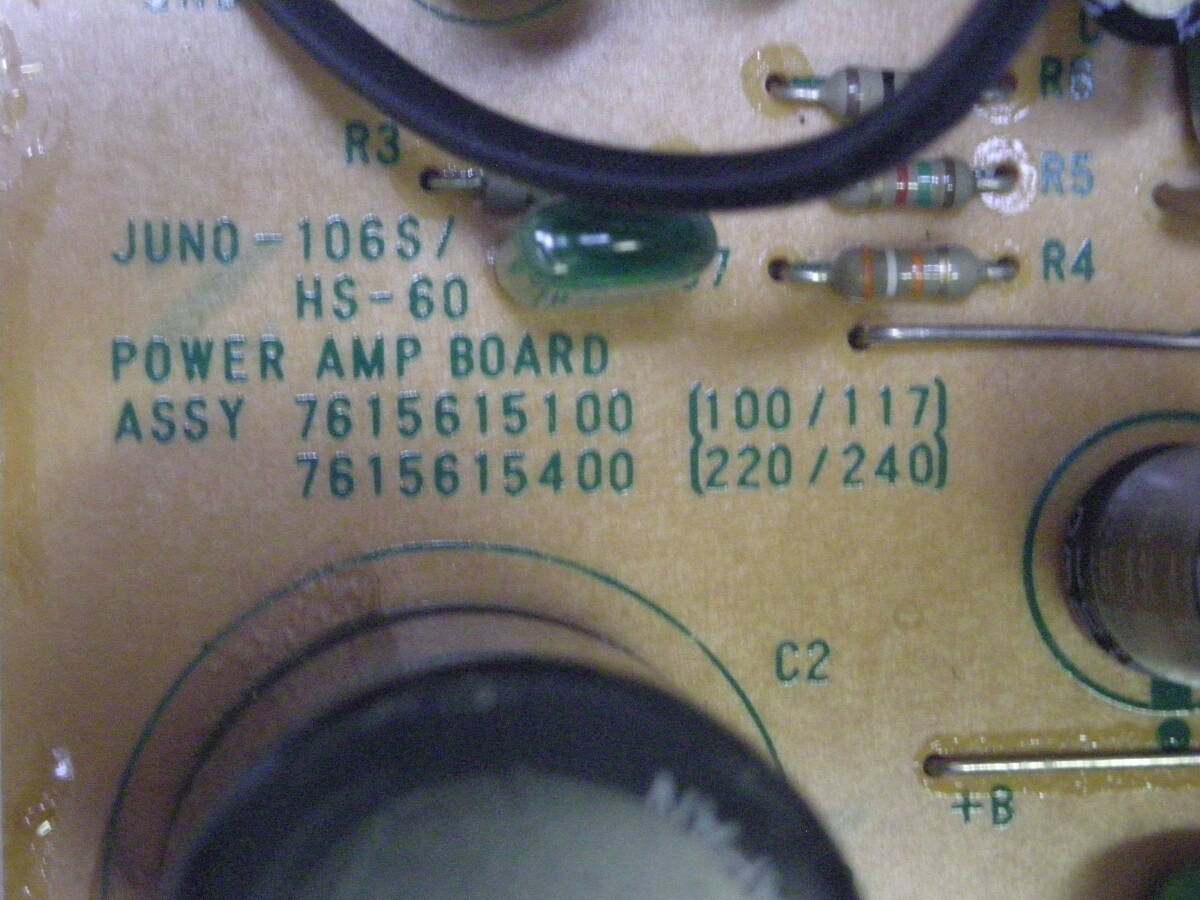 R6
R3
R5
JUNO-106S/
R4
HS-60
POWER AMP BOARD
ASSY 7615615100 (100/117)
7615615400 (220/240)
C2
+B